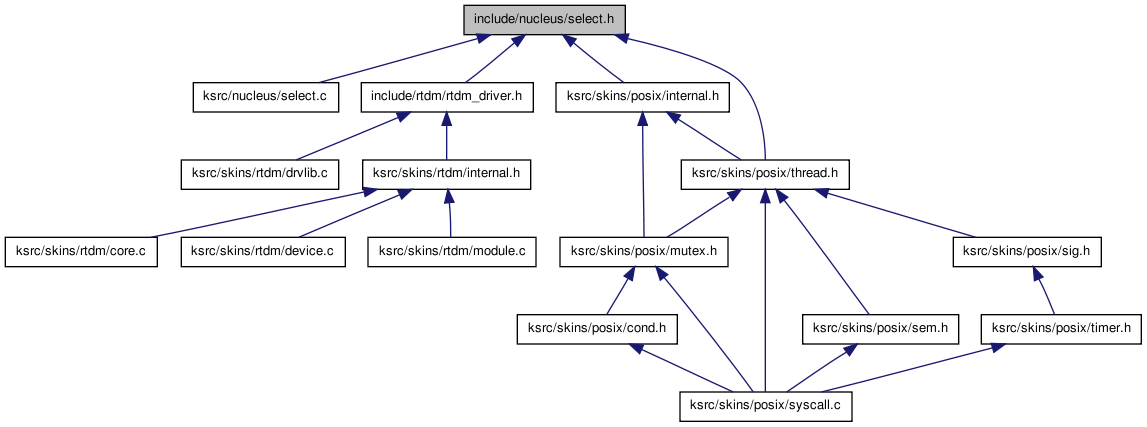 include/nucleus/select.h
ksrc/nucleus/select.c
include/rtdm/rtdm_driver.h
ksrc/skins/posix/internal.h
ksrc/skins/rtdm/drvlib.c
ksrc/skins/rtdm/internal.h
ksrc/skins/posix/thread.h
ksrc/skins/rtdm/core.c
ksrc/skins/rtdm/device.c
ksrc/skins/rtdm/module.c
ksrc/skins/posix/mutex.h
ksrc/skins/posix/sig.h
ksrc/skins/posix/cond.h
ksrc/skins/posix/sem.h
ksrc/skins/posix/timer.h
ksrc/skins/posix/syscall.c